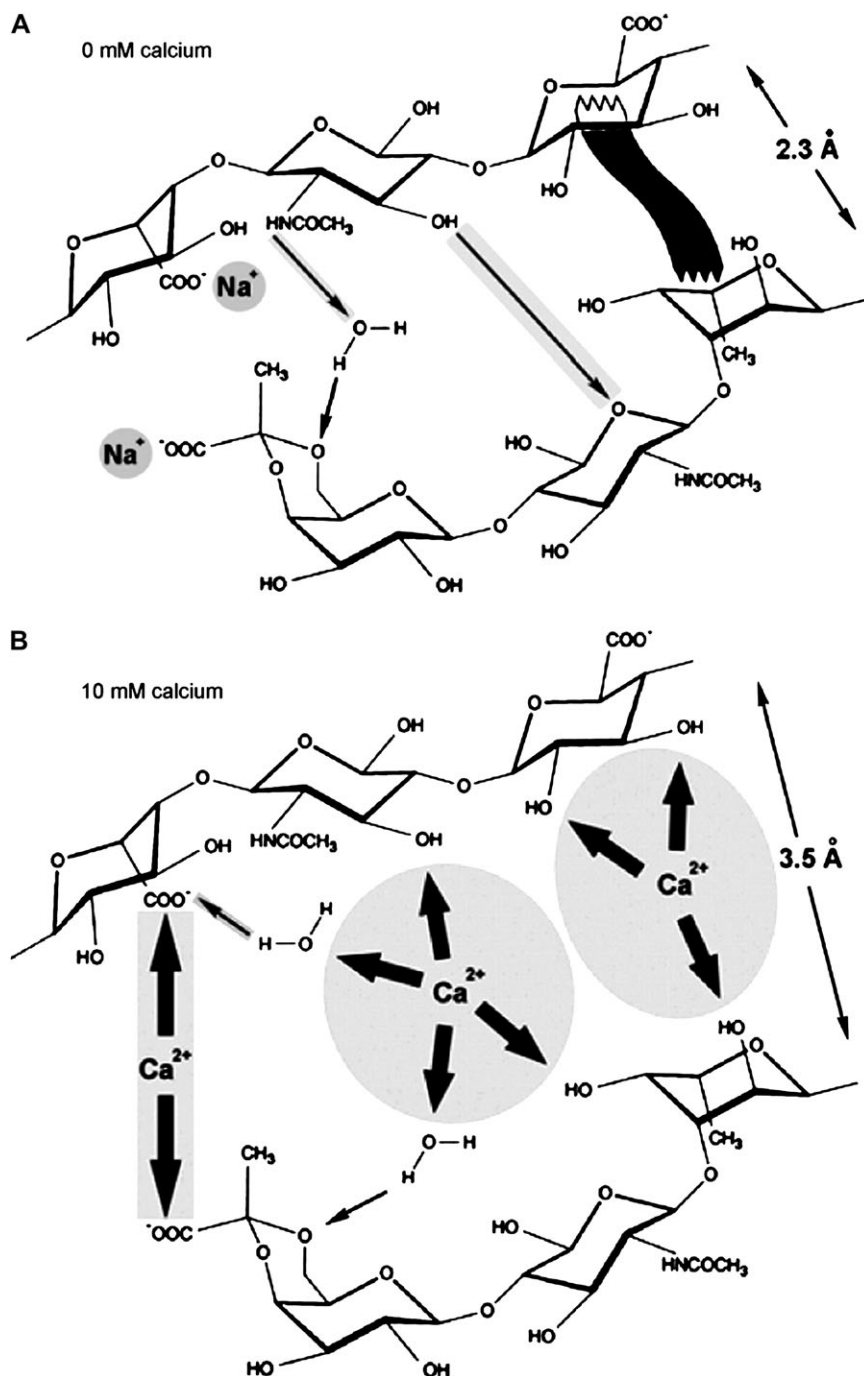 A
0 mM calcium
COO⁻
O
OH
2.3 Å
OH
O
O
O
HO
O
OH
HNCOCH₃
OH
HO
O
COO⁻
Na⁺
HO
HO
O
O-H
H
CH₃
CH₃
O
O
Na⁺
⁻OOC
O
HO
O
O
HNCOCH₃
O
HO
HO
OH
B
COO⁻
10 mM calcium
O
OH
OH
O
O
O
HO
3.5 Å
O
OH
HNCOCH₃
OH
Ca²⁺
COO⁻
H
HO
H-O
Ca²⁺
HO
O
Ca²⁺
HO
O-H
H
CH₃
CH₃
O
O
⁻OOC
O
HO
O
O
HNCOCH₃
O
HO
HO
OH